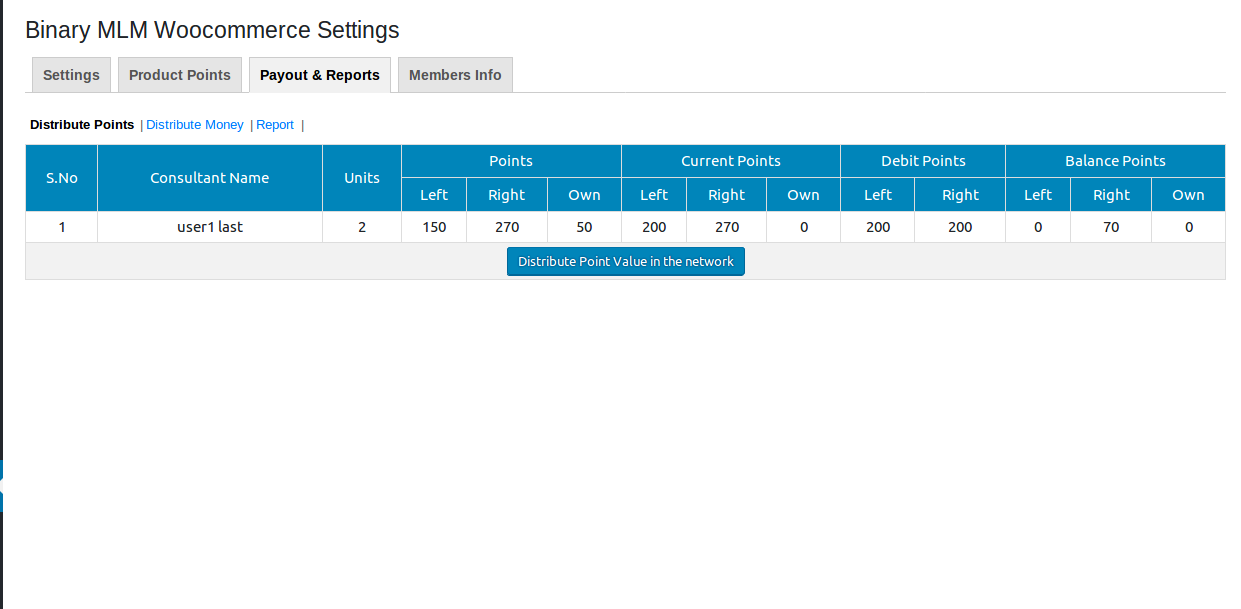 Binary MLM Woocommerce Settings
Settings Product Points Payout & Reports Members Info
Distribute Points | Distribute Money | Report |
S.No Consultant Name Units Points Current Points Debit Points Balance Points
Left Right Own Left Right Own Left Right Left Right Own
1 user1 last 2 150 270 50 200 270 0 200 200 0 70 0
Distribute Point Value in the network